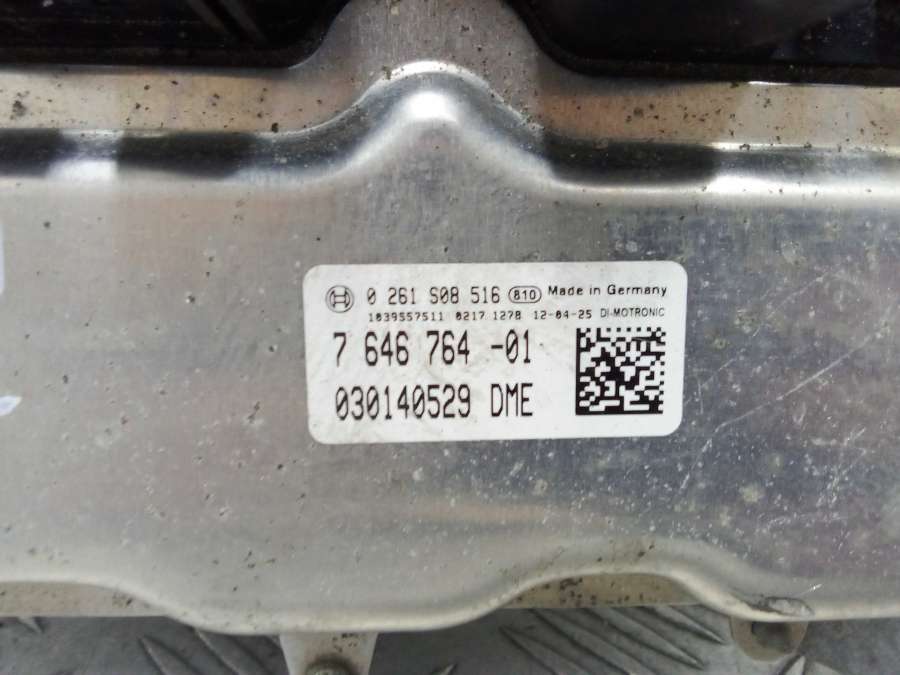 0 261 S08 516 810 Made in Germany
1039557511 0217 1278 12-04-25 DI-MOTRONIC
7 646 764 -01
030140529 DME